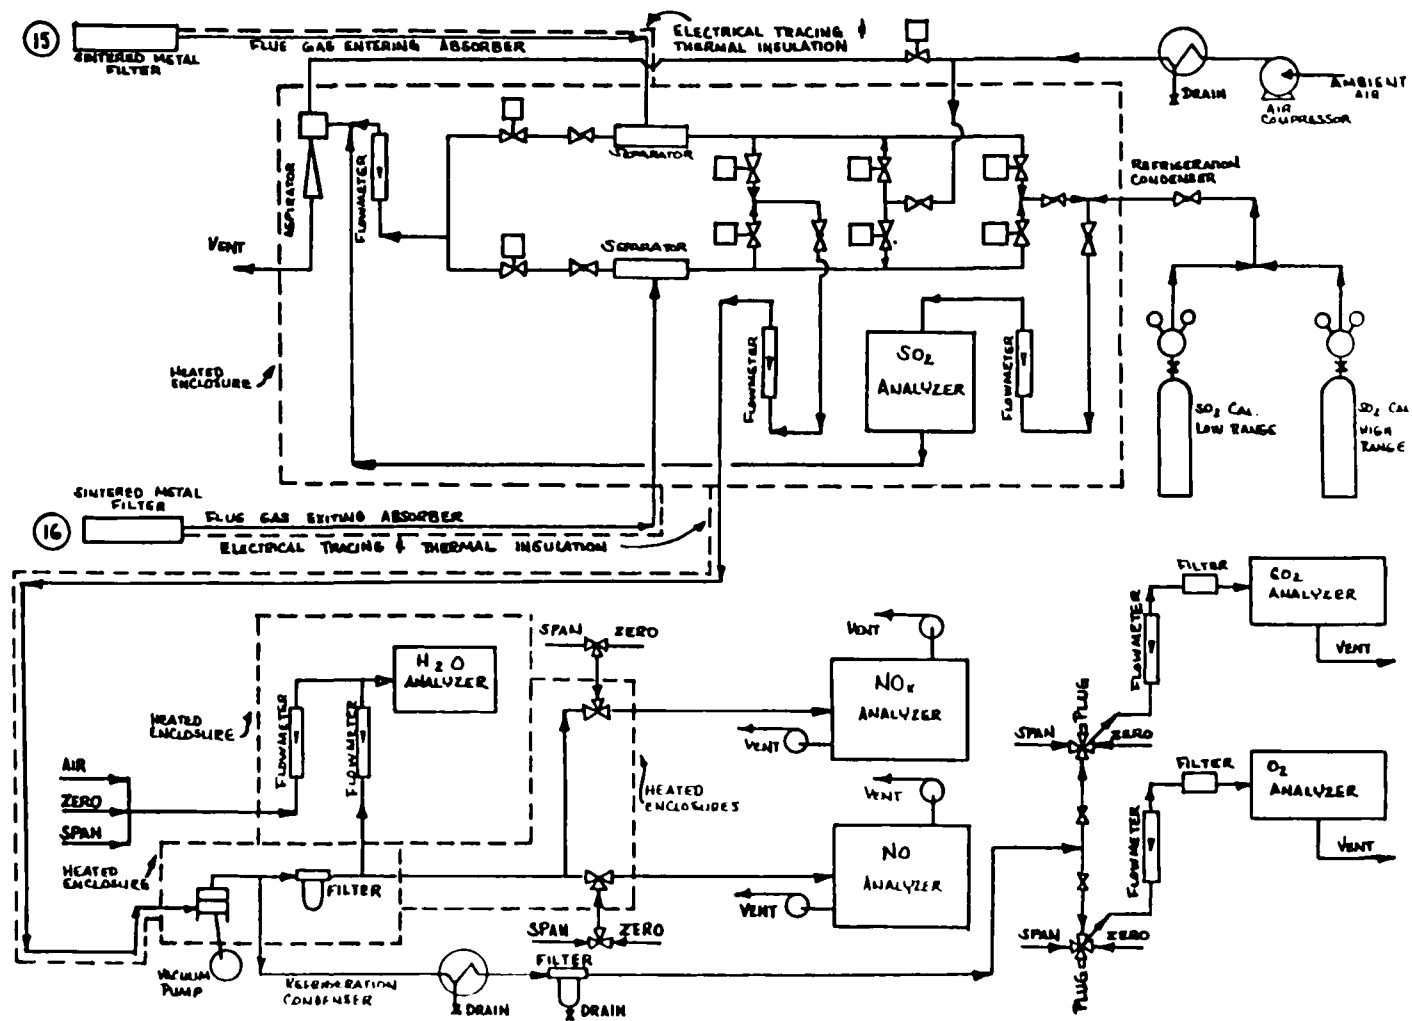 15
SINTERED METAL
FILTER
FLUE GAS ENTERING ABSORBER
ELECTRICAL TRACING &
THERMAL INSULATION
DRAIN
AIR
COMPRESSOR
AMBIENT
AIR
SEPARATOR
FLOWMETER
ASPIRATOR
VENT
REFRIGERATION
CONDENSER
SEPARATOR
HEATED
ENCLOSURE
FLOWMETER
SO2
ANALYZER
FLOWMETER
SO2 CAL.
LOW RANGE
SO2 CAL
HIGH
RANGE
16
SINTERED METAL
FILTER
FLUE GAS EXITING ABSORBER
ELECTRICAL TRACING & THERMAL INSULATION
FILTER
CO2
ANALYZER
FLOWMETER
VENT
SPAN
ZERO
VENT
H2O
ANALYZER
NOx
ANALYZER
VENT
PLUG
SPAN
ZERO
HEATED
ENCLOSURE
FLOWMETER
FLOWMETER
AIR
ZERO
SPAN
HEATED
ENCLOSURES
FILTER
O2
ANALYZER
FLOWMETER
VENT
VENT
NO
ANALYZER
VENT
HEATED
ENCLOSURE
FILTER
SPAN
ZERO
SPAN
ZERO
PLUG
VACUUM
PUMP
REFRIGERATION
CONDENSER
DRAIN
FILTER
DRAIN